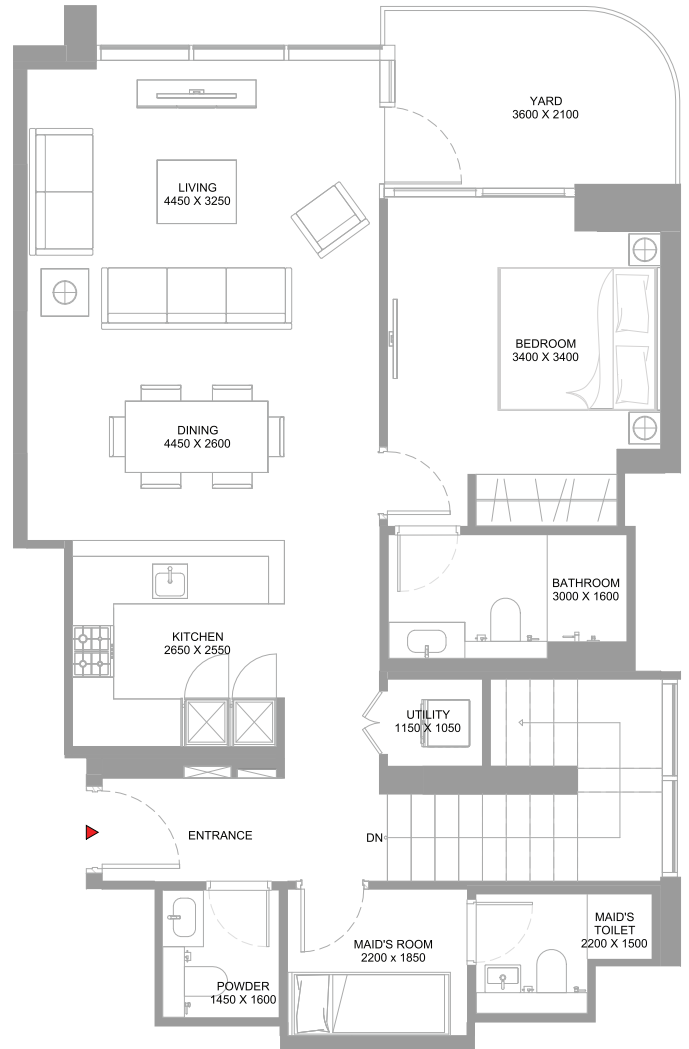 YARD
3600 X 2100
LIVING
4450 X 3250
BEDROOM
3400 X 3400
DINING
4450 X 2600
BATHROOM
3000 X 1600
KITCHEN
2650 X 2550
UTILITY
1150 X 1050
ENTRANCE
DN
MAID'S
TOILET
2200 X 1500
MAID'S ROOM
2200 x 1850
POWDER
1450 X 1600